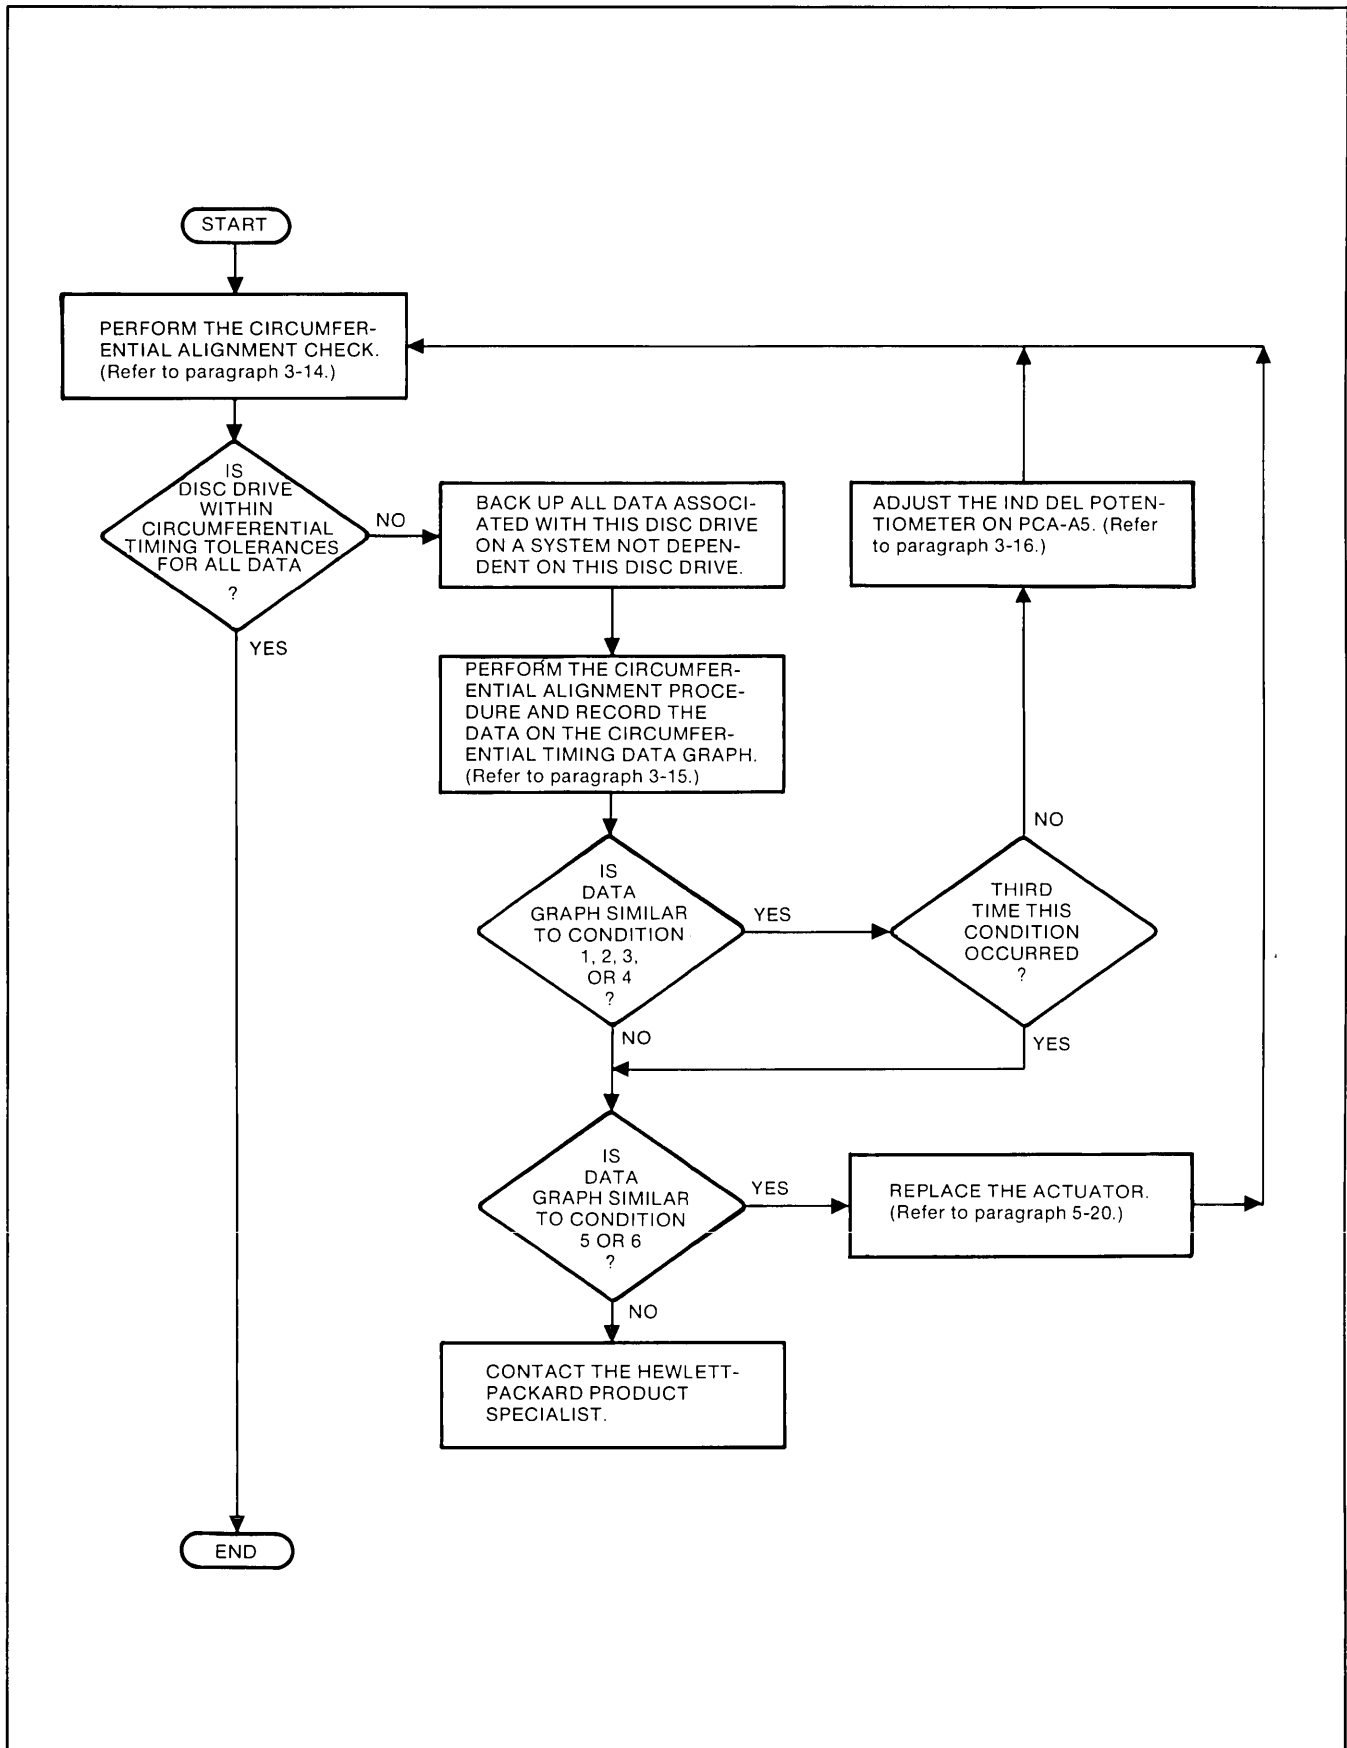 START
PERFORM THE CIRCUMFER-
ENTIAL ALIGNMENT CHECK.
(Refer to paragraph 3-14.)
IS
DISC DRIVE
WITHIN
CIRCUMFERENTIAL
TIMING TOLERANCES
FOR ALL DATA
?
NO
YES
BACK UP ALL DATA ASSOCI-
ATED WITH THIS DISC DRIVE
ON A SYSTEM NOT DEPEN-
DENT ON THIS DISC DRIVE.
ADJUST THE IND DEL POTEN-
TIOMETER ON PCA-A5. (Refer
to paragraph 3-16.)
PERFORM THE CIRCUMFER-
ENTIAL ALIGNMENT PROCE-
DURE AND RECORD THE
DATA ON THE CIRCUMFER-
ENTIAL TIMING DATA GRAPH.
(Refer to paragraph 3-15.)
IS
DATA
GRAPH SIMILAR
TO CONDITION
1, 2, 3,
OR 4
?
YES
NO
NO
THIRD
TIME THIS
CONDITION
OCCURRED
?
YES
IS
DATA
GRAPH SIMILAR
TO CONDITION
5 OR 6
?
YES
NO
REPLACE THE ACTUATOR.
(Refer to paragraph 5-20.)
CONTACT THE HEWLETT-
PACKARD PRODUCT
SPECIALIST.
END